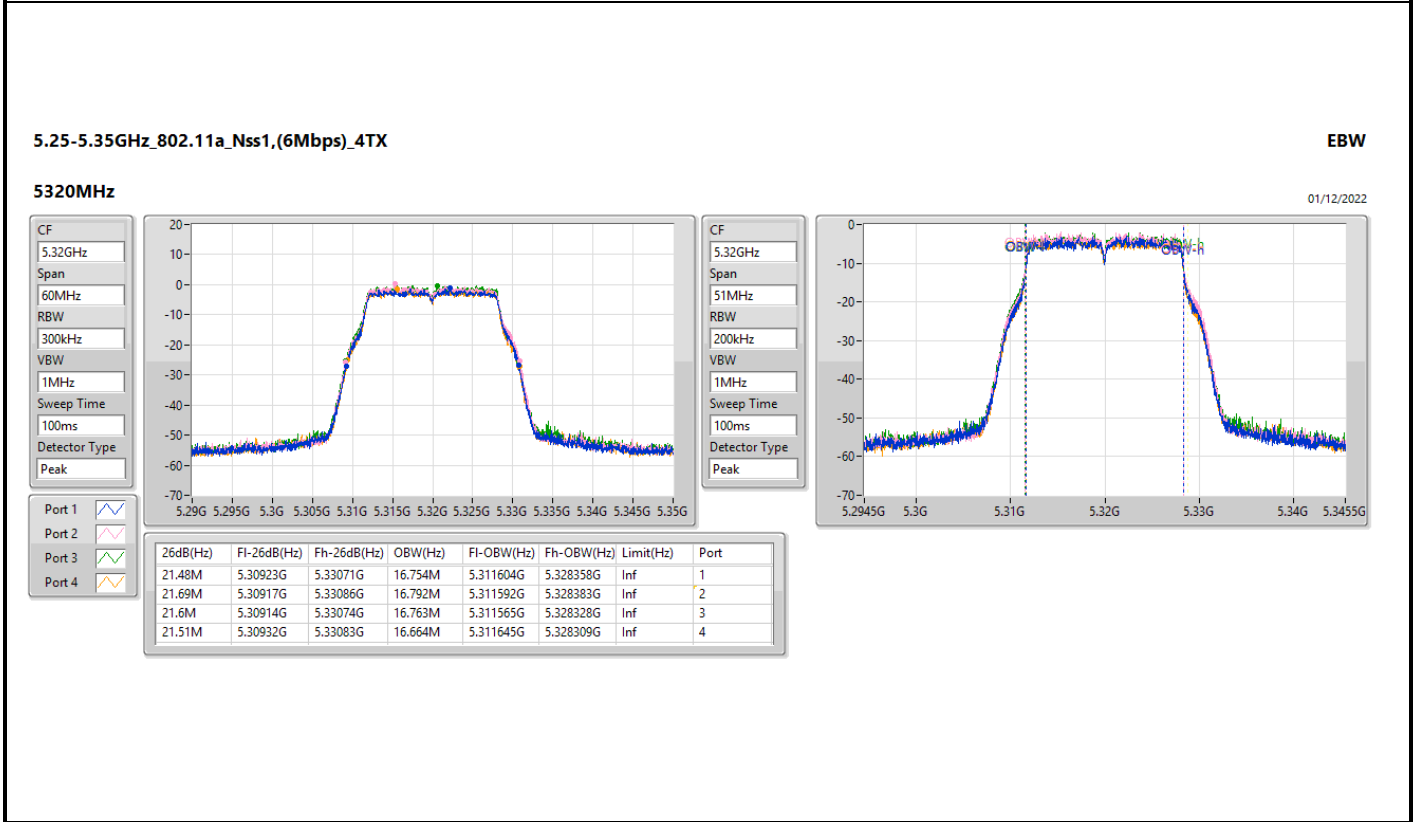 5.25-5.35GHz_802.11a_Nss1,(6Mbps)_4TX
EBW
5320MHz
01/12/2022
CF
5.32GHz
Span
60MHz
RBW
300kHz
VBW
1MHz
Sweep Time
100ms
Detector Type
Peak
20
10
0
-10
-20
-30
-40
-50
-60
-70
5.29G 5.295G 5.3G 5.305G 5.31G 5.315G 5.32G 5.325G 5.33G 5.335G 5.34G 5.345G 5.35G
CF
5.32GHz
Span
51MHz
RBW
200kHz
VBW
1MHz
Sweep Time
100ms
Detector Type
Peak
0
-10
-20
-30
-40
-50
-60
-70
5.2945G 5.3G 5.31G 5.32G 5.33G 5.34G 5.3455G
OBW-h
Port 1
Port 2
Port 3
Port 4
26dB(Hz) Fl-26dB(Hz) Fh-26dB(Hz) OBW(Hz) Fl-OBW(Hz) Fh-OBW(Hz) Limit(Hz) Port
21.48M 5.30923G 5.33071G 16.754M 5.311604G 5.328358G Inf 1
21.69M 5.30917G 5.33086G 16.792M 5.311592G 5.328383G Inf 2
21.6M 5.30914G 5.33074G 16.763M 5.311565G 5.328328G Inf 3
21.51M 5.30932G 5.33083G 16.664M 5.311645G 5.328309G Inf 4